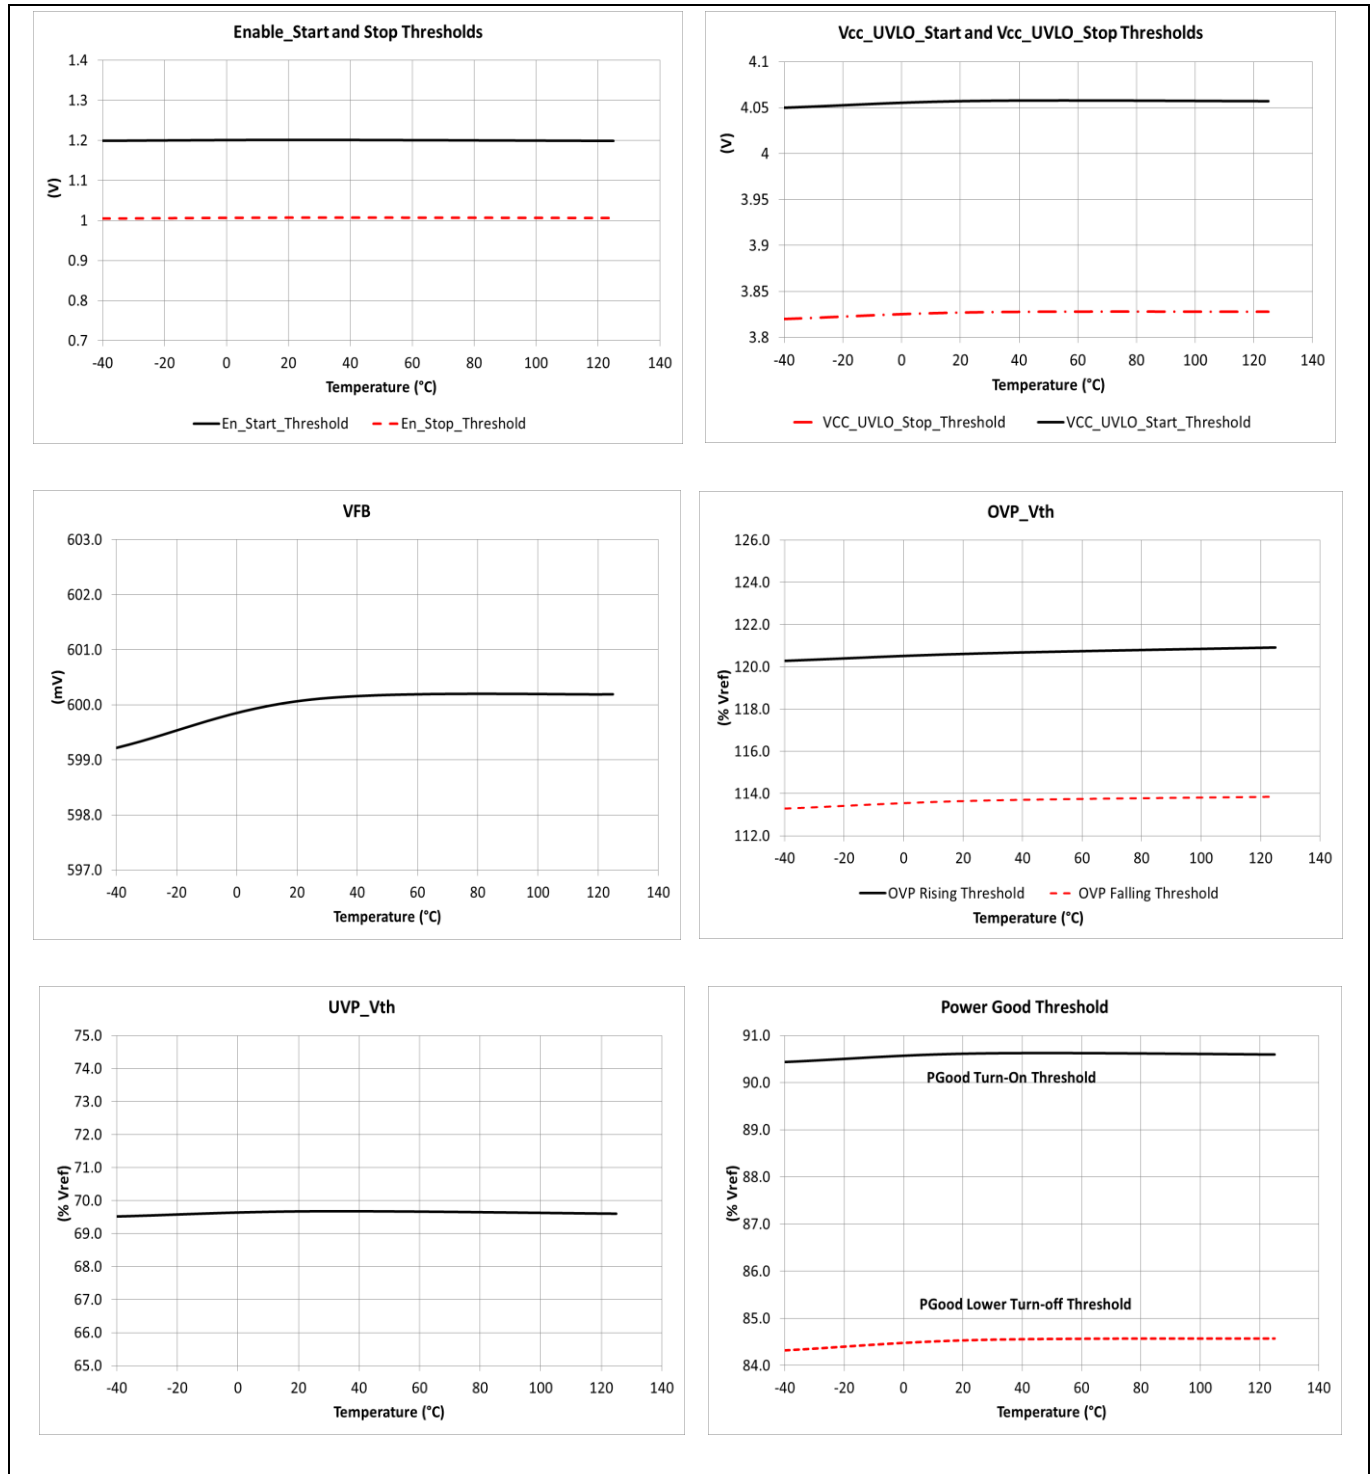 Enable_Start and Stop Thresholds
1.4
1.3
1.2
1.1
1
0.9
0.8
0.7
(V)
-40 -20 0 20 40 60 80 100 120 140
Temperature (°C)
En_Start_Threshold En_Stop_Threshold
Vcc_UVLO_Start and Vcc_UVLO_Stop Thresholds
4.1
4.05
4
3.95
3.9
3.85
3.8
(V)
-40 -20 0 20 40 60 80 100 120 140
Temperature (°C)
VCC_UVLO_Stop_Threshold VCC_UVLO_Start_Threshold
VFB
603.0
602.0
601.0
600.0
599.0
598.0
597.0
(mV)
-40 -20 0 20 40 60 80 100 120 140
Temperature (°C)
OVP_Vth
126.0
124.0
122.0
120.0
118.0
116.0
114.0
112.0
(% Vref)
-40 -20 0 20 40 60 80 100 120 140
OVP Rising Threshold OVP Falling Threshold
Temperature (°C)
UVP_Vth
75.0
74.0
73.0
72.0
71.0
70.0
69.0
68.0
67.0
66.0
65.0
(% Vref)
-40 -20 0 20 40 60 80 100 120 140
Temperature (°C)
Power Good Threshold
91.0
90.0
89.0
88.0
87.0
86.0
85.0
84.0
(% Vref)
PGood Turn-On Threshold
PGood Lower Turn-off Threshold
-40 -20 0 20 40 60 80 100 120 140
Temperature (°C)